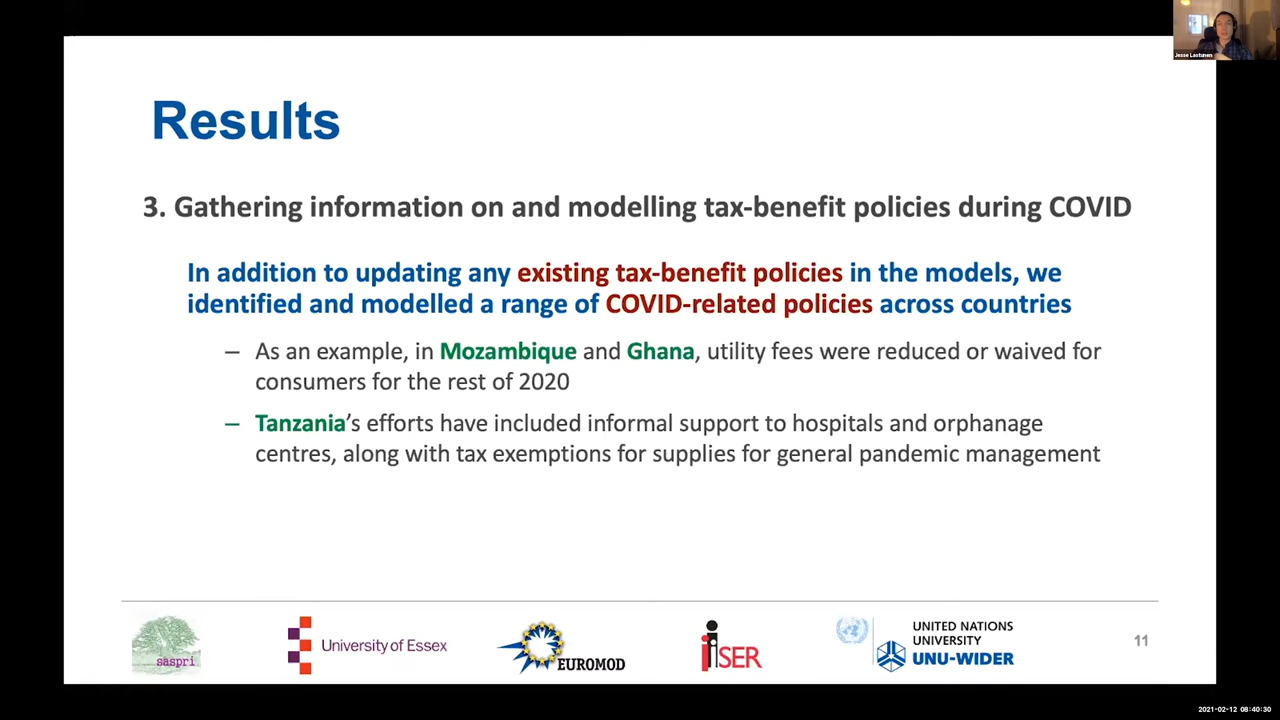 Jesse Lastunen
Results
3. Gathering information on and modelling tax-benefit policies during COVID
In addition to updating any existing tax-benefit policies in the models, we
identified and modelled a range of COVID-related policies across countries
– As an example, in Mozambique and Ghana, utility fees were reduced or waived for
consumers for the rest of 2020
– Tanzania's efforts have included informal support to hospitals and orphanage
centres, along with tax exemptions for supplies for general pandemic management
saspri
University of Essex
EUROMOD
iSER
UNITED NATIONS
UNIVERSITY
UNU-WIDER
11
2021-02-12 08:40:30